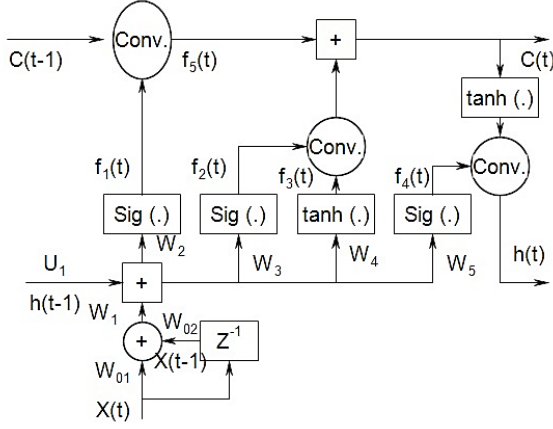 Conv.
+
C(t-1)
f5(t)
C(t)
tanh (.)
Conv.
Conv.
f1(t)
f2(t)
f3(t)
f4(t)
Sig (.)
Sig (.)
tanh (.)
Sig (.)
W2
U1
W3
W4
W5
h(t)
+
h(t-1)
W1
W02
+
Z-1
X(t-1)
W01
X(t)